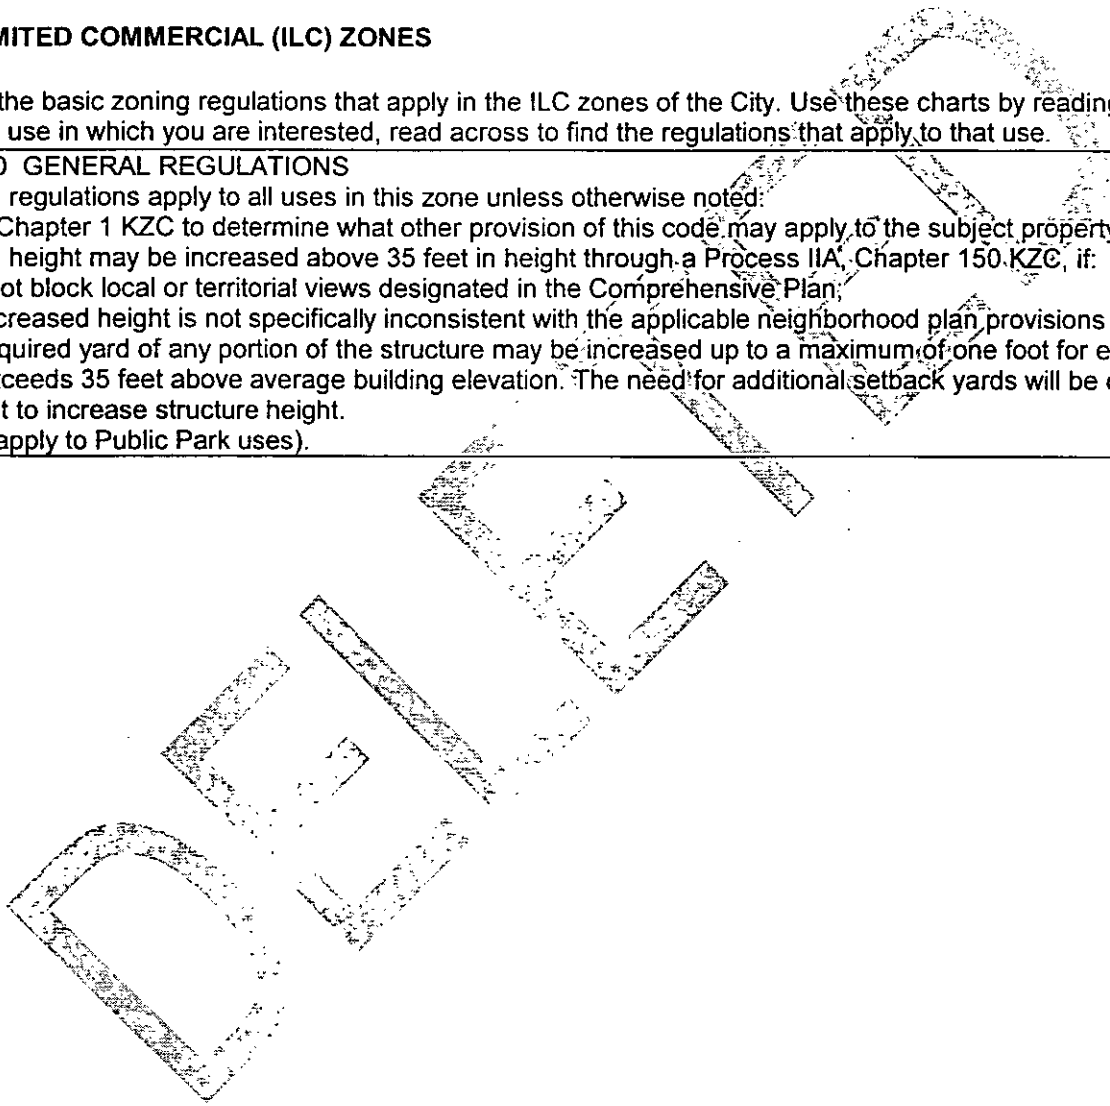 MITED COMMERCIAL (ILC) ZONES
the basic zoning regulations that apply in the ILC zones of the City. Use these charts by reading
use in which you are interested, read across to find the regulations that apply to that use.
0 GENERAL REGULATIONS
regulations apply to all uses in this zone unless otherwise noted:
Chapter 1 KZC to determine what other provision of this code may apply to the subject property
height may be increased above 35 feet in height through a Process IIA, Chapter 150 KZC, if:
ot block local or territorial views designated in the Comprehensive Plan;
creased height is not specifically inconsistent with the applicable neighborhood plan provisions
quired yard of any portion of the structure may be increased up to a maximum of one foot for e
ceeds 35 feet above average building elevation. The need for additional setback yards will be
t to increase structure height.
apply to Public Park uses).
DELETED